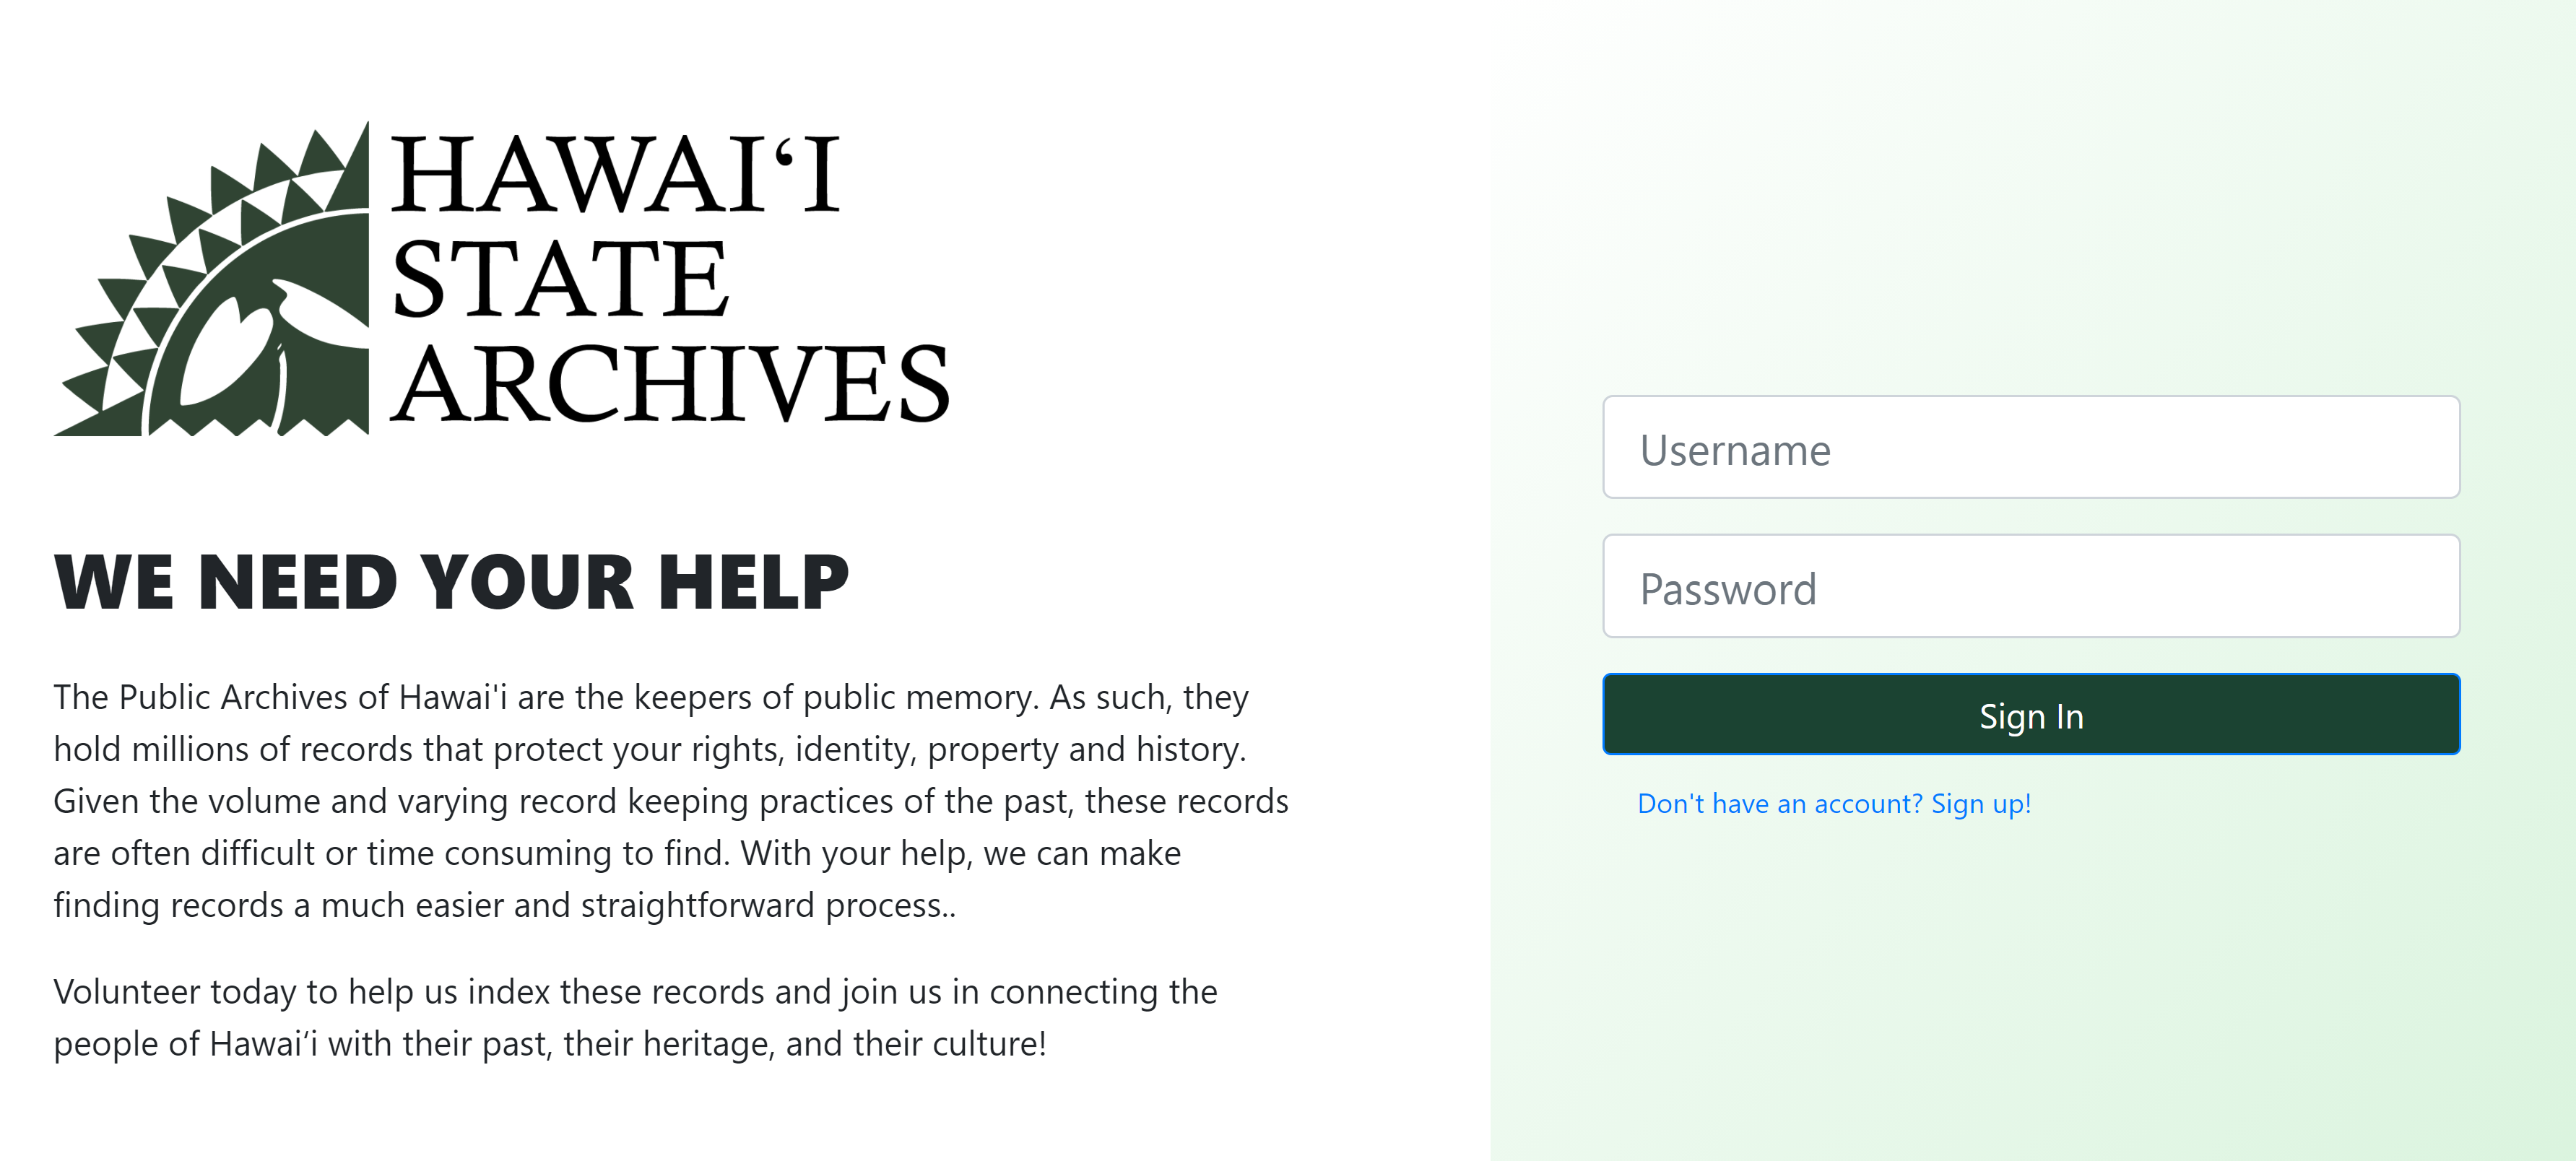 HAWAIʻI
STATE
ARCHIVES
WE NEED YOUR HELP
The Public Archives of Hawai'i are the keepers of public memory. As such, they
hold millions of records that protect your rights, identity, property and history.
Given the volume and varying record keeping practices of the past, these records
are often difficult or time consuming to find. With your help, we can make
finding records a much easier and straightforward process..
Volunteer today to help us index these records and join us in connecting the
people of Hawai‘i with their past, their heritage, and their culture!
Username
Password
Sign In
Don't have an account? Sign up!